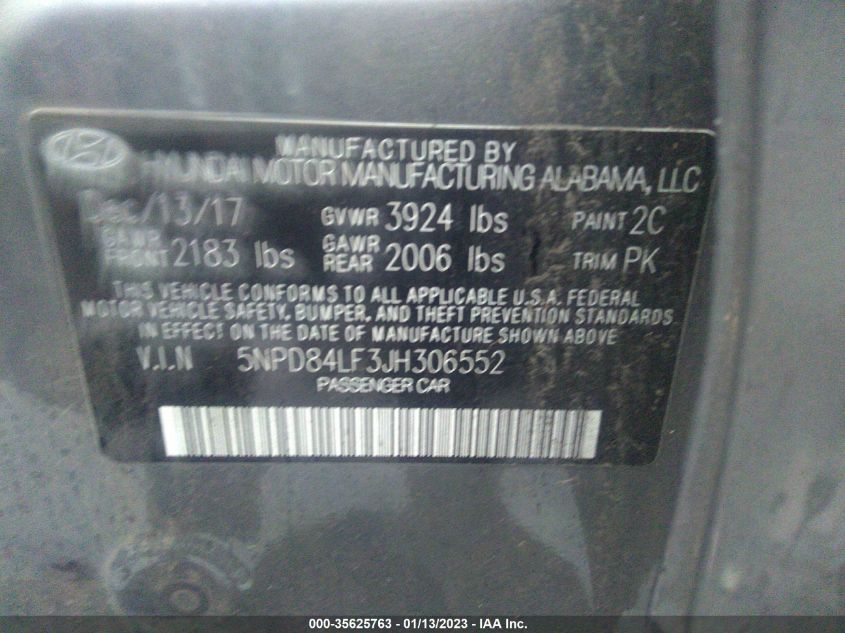 MANUFACTURED BY
HYUNDAI MOTOR MANUFACTURING ALABAMA, LLC
Dec/13/17 GVWR 3924 lbs PAINT 2C
GAWR FRONT 2183 lbs GAWR REAR 2006 lbs TRIM PK
THIS VEHICLE CONFORMS TO ALL APPLICABLE U.S.A. FEDERAL
MOTOR VEHICLE SAFETY, BUMPER, AND THEFT PREVENTION STANDARDS
IN EFFECT ON THE DATE OF MANUFACTURE SHOWN ABOVE
V.I.N 5NPD84LF3JH306552
PASSENGER CAR
000-35625763 - 01/13/2023 - IAA Inc.